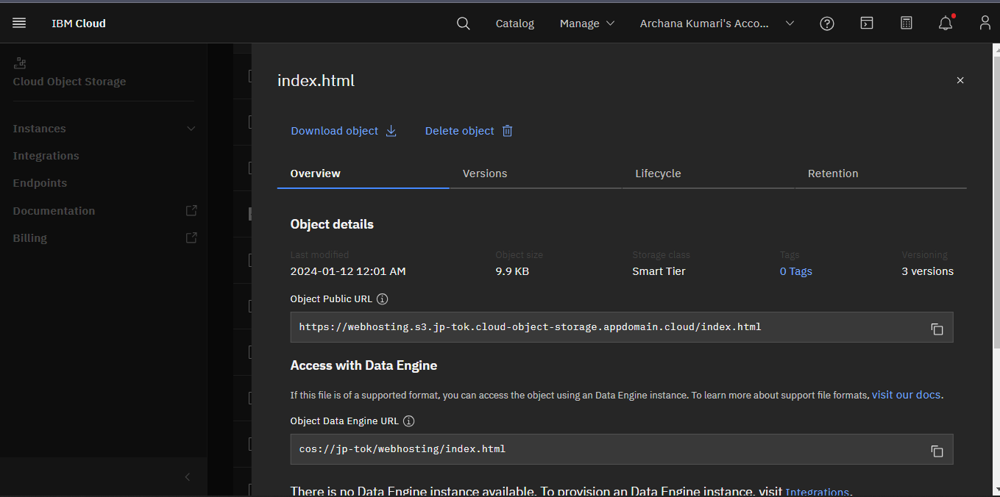 IBM Cloud
Catalog
Manage
Archana Kumari's Acco...
Cloud Object Storage
Instances
Integrations
Endpoints
Documentation
Billing
index.html
Download object
Delete object
Overview
Versions
Lifecycle
Retention
Object details
Last modified
Object size
Storage class
Tags
Versioning
2024-01-12 12:01 AM
9.9 KB
Smart Tier
0 Tags
3 versions
Object Public URL
https://webhosting.s3.jp-tok.cloud-object-storage.appdomain.cloud/index.html
Access with Data Engine
If this file is of a supported format, you can access the object using an Data Engine instance. To learn more about support file formats, visit our docs.
Object Data Engine URL
cos://jp-tok/webhosting/index.html
There is no Data Engine instance available. To provision an Data Engine instance, visit Integrations.